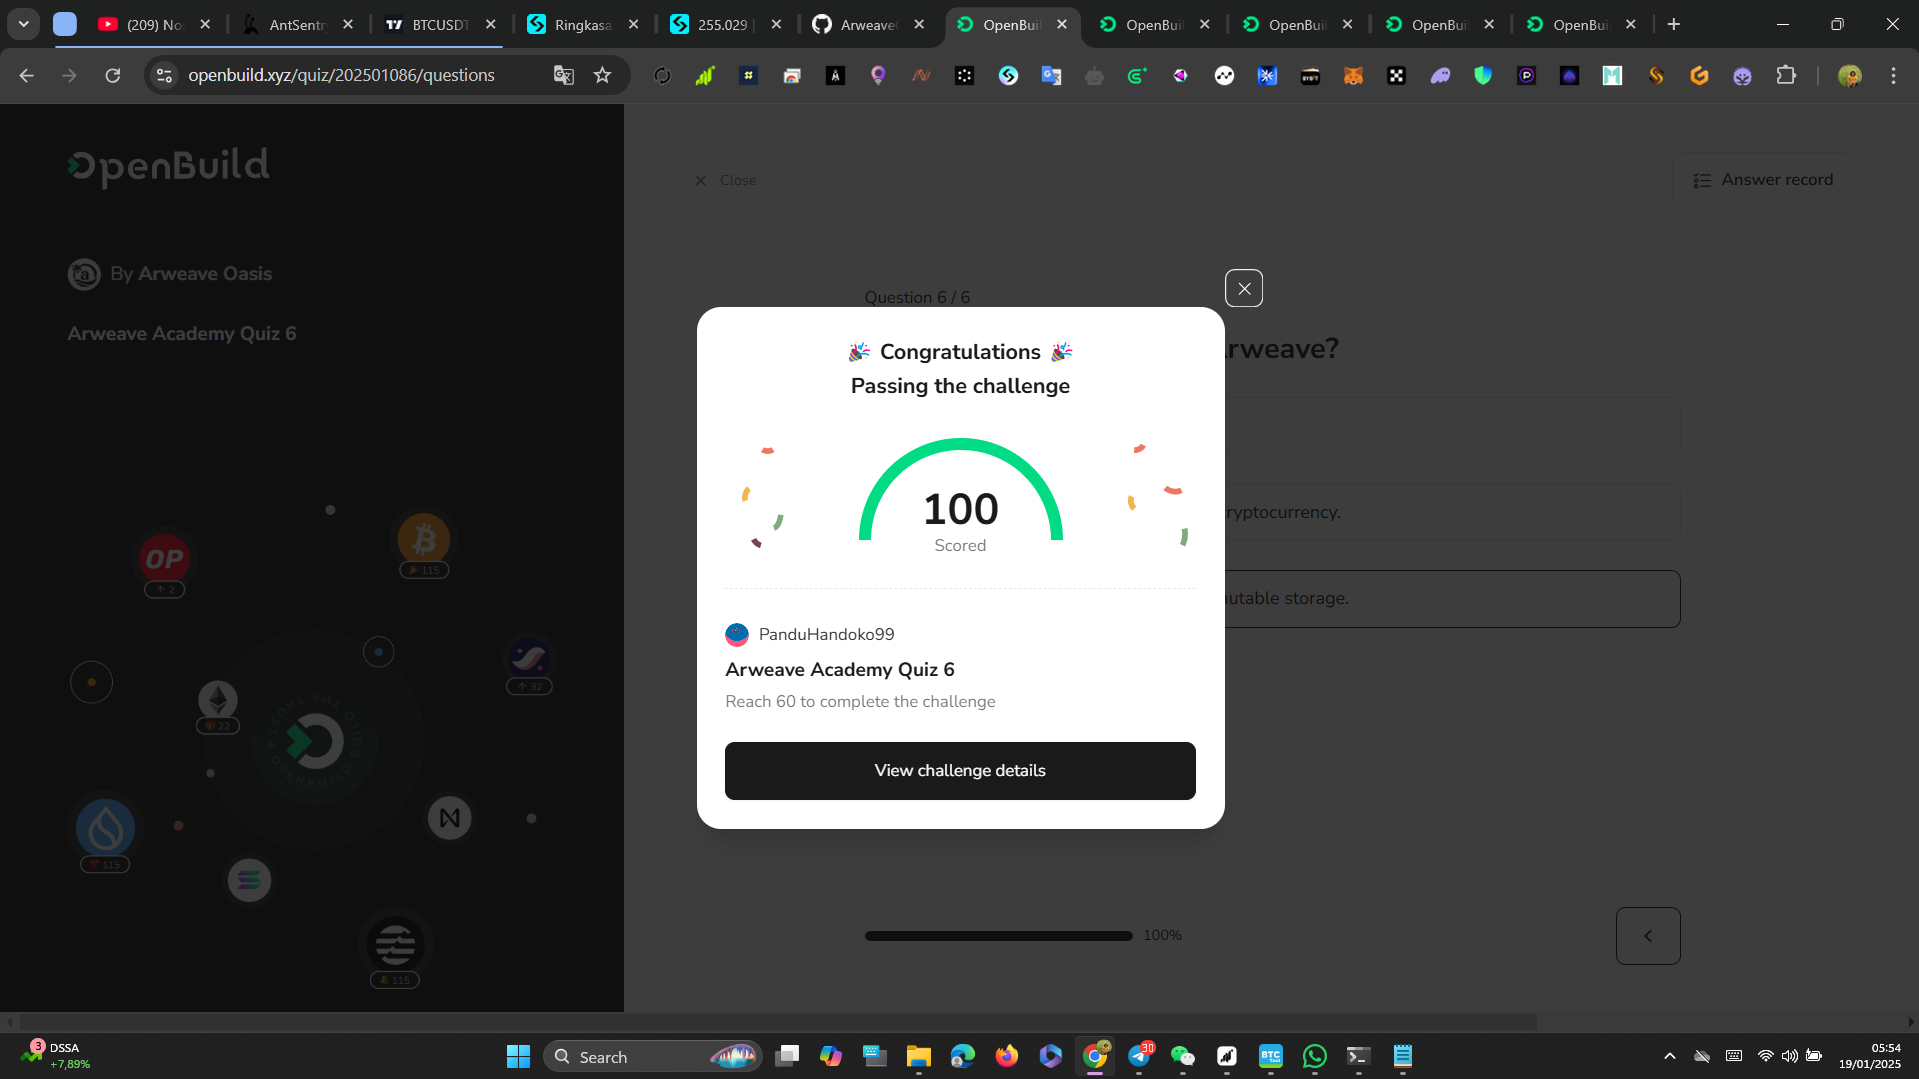 (209) No
AntSentr
BTCUSDT
Ringkasa
255.029
Arweave
OpenBuil
OpenBuil
OpenBuil
OpenBuil
OpenBuil
openbuild.xyz/quiz/202501086/questions
OpenBuild
Close
Answer record
By Arweave Oasis
Arweave Academy Quiz 6
Question 6 / 6
rweave?
Congratulations
Passing the challenge
100
Scored
ryptocurrency.
utable storage.
PanduHandoko99
Arweave Academy Quiz 6
Reach 60 to complete the challenge
View challenge details
100%
OP
2
115
32
22
115
115
3
DSSA
+7,89%
Search
30
BTC
05:54
19/01/2025